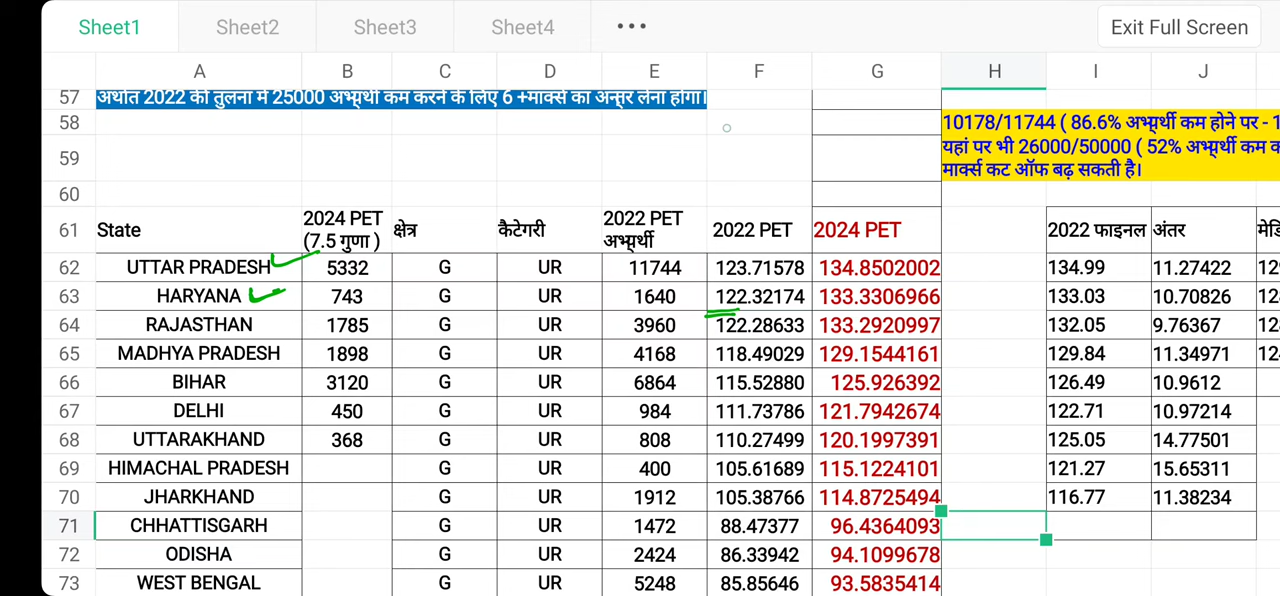 Sheet1 Sheet2 Sheet3 Sheet4 ••• Exit Full Screen
A B C D E F G H I J
57 अर्थात 2022 की तुलना में 25000 अभ्यर्थी कम करने के लिए 6 +मार्क्स का अन्तर लेना होगा।
58 10178/11744 ( 86.6% अभ्यर्थी कम होने पर - 1
59 यहां पर भी 26000/50000 ( 52% अभ्यर्थी कम क
मार्क्स कट ऑफ बढ़ सकती है।
60
61 State 2024 PET (7.5 गुणा ) क्षेत्र कैटेगरी 2022 PET अभ्यर्थी 2022 PET 2024 PET 2022 फाइनल अंतर मेडि
62 UTTAR PRADESH 5332 G UR 11744 123.71578 134.8502002 134.99 11.27422 12
63 HARYANA 743 G UR 1640 122.32174 133.3306966 133.03 10.70826 12
64 RAJASTHAN 1785 G UR 3960 122.28633 133.2920997 132.05 9.76367 12
65 MADHYA PRADESH 1898 G UR 4168 118.49029 129.1544161 129.84 11.34971 12
66 BIHAR 3120 G UR 6864 115.52880 125.926392 126.49 10.9612
67 DELHI 450 G UR 984 111.73786 121.7942674 122.71 10.97214
68 UTTARAKHAND 368 G UR 808 110.27499 120.1997391 125.05 14.77501
69 HIMACHAL PRADESH G UR 400 105.61689 115.1224101 121.27 15.65311
70 JHARKHAND G UR 1912 105.38766 114.8725494 116.77 11.38234
71 CHHATTISGARH G UR 1472 88.47377 96.4364093
72 ODISHA G UR 2424 86.33942 94.1099678
73 WEST BENGAL G UR 5248 85.85646 93.5835414